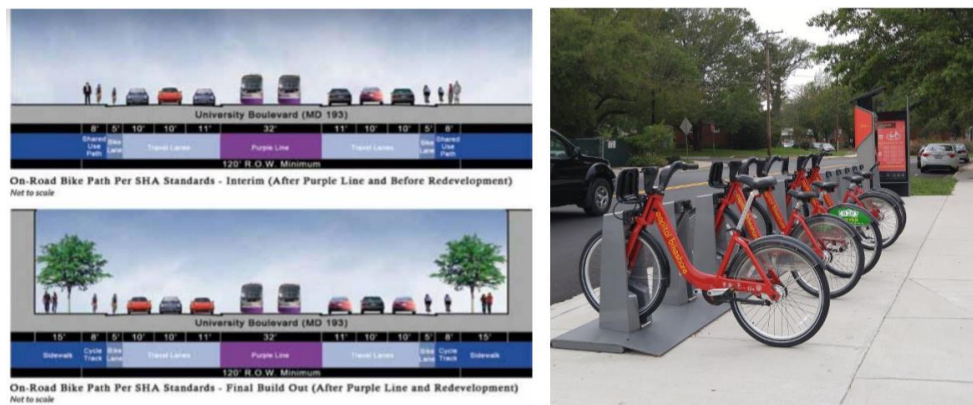 University Boulevard (MD 193)
8' 5' 10' 10' 11' 32' 11' 10' 10' 5' 8'
Shared Use Path Bike Lane Travel Lanes Purple Line Travel Lanes Bike Lane Shared Use Path
120' R.O.W. Minimum
On-Road Bike Path Per SHA Standards - Interim (After Purple Line and Before Redevelopment)
Not to scale
University Boulevard (MD 193)
15' 8' 5' 10' 10' 11' 32' 11' 10' 10' 5' 8' 15'
Sidewalk Cycle Track Bike Lane Travel Lanes Purple Line Travel Lanes Bike Lane Cycle Track Sidewalk
120' R.O.W. Minimum
On-Road Bike Path Per SHA Standards - Final Build Out (After Purple Line and Redevelopment)
Not to scale
capital bikeshare